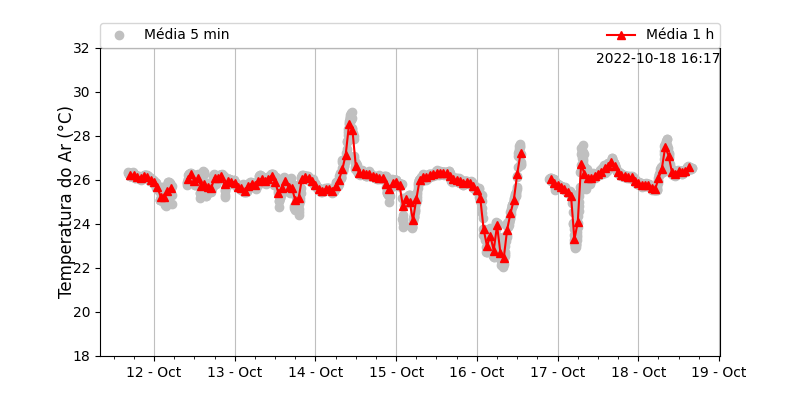 Média 5 min
Média 1 h
2022-10-18 16:17
Temperatura do Ar (°C)
32
30
28
26
24
22
20
18
12 - Oct
13 - Oct
14 - Oct
15 - Oct
16 - Oct
17 - Oct
18 - Oct
19 - Oct